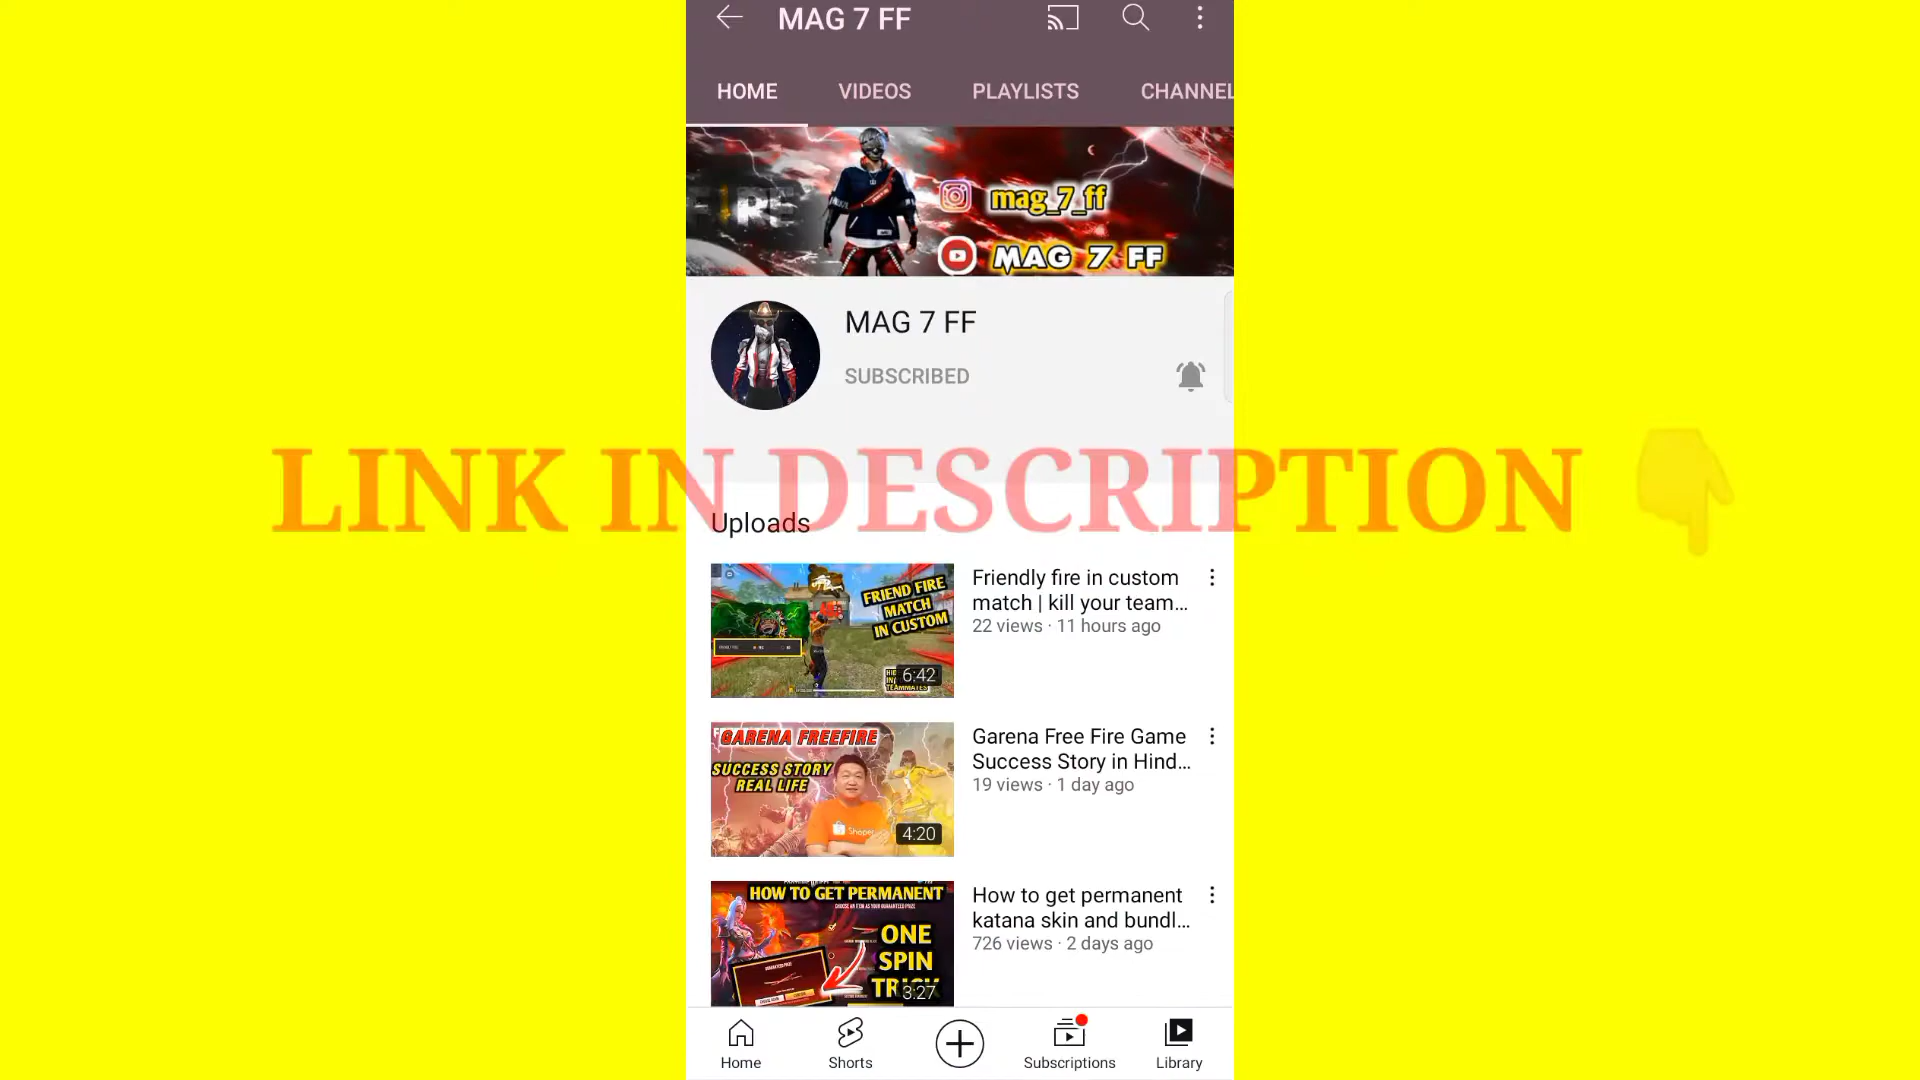 MAG 7 FF
HOME VIDEOS PLAYLISTS CHANNEL
FIRE
mag_7_ff
MAG 7 FF
MAG 7 FF
SUBSCRIBED
LINK IN DESCRIPTION 👇
Uploads
FRIEND FIRE
MATCH
IN CUSTOM
TEAMMATES
6:42
Friendly fire in custom
match | kill your team...
22 views · 11 hours ago
GARENA FREEFIRE
SUCCESS STORY
REAL LIFE
4:20
Garena Free Fire Game
Success Story in Hind...
19 views · 1 day ago
HOW TO GET PERMANENT
ONE
SPIN
3:27
How to get permanent
katana skin and bundl...
726 views · 2 days ago
Home Shorts Subscriptions Library